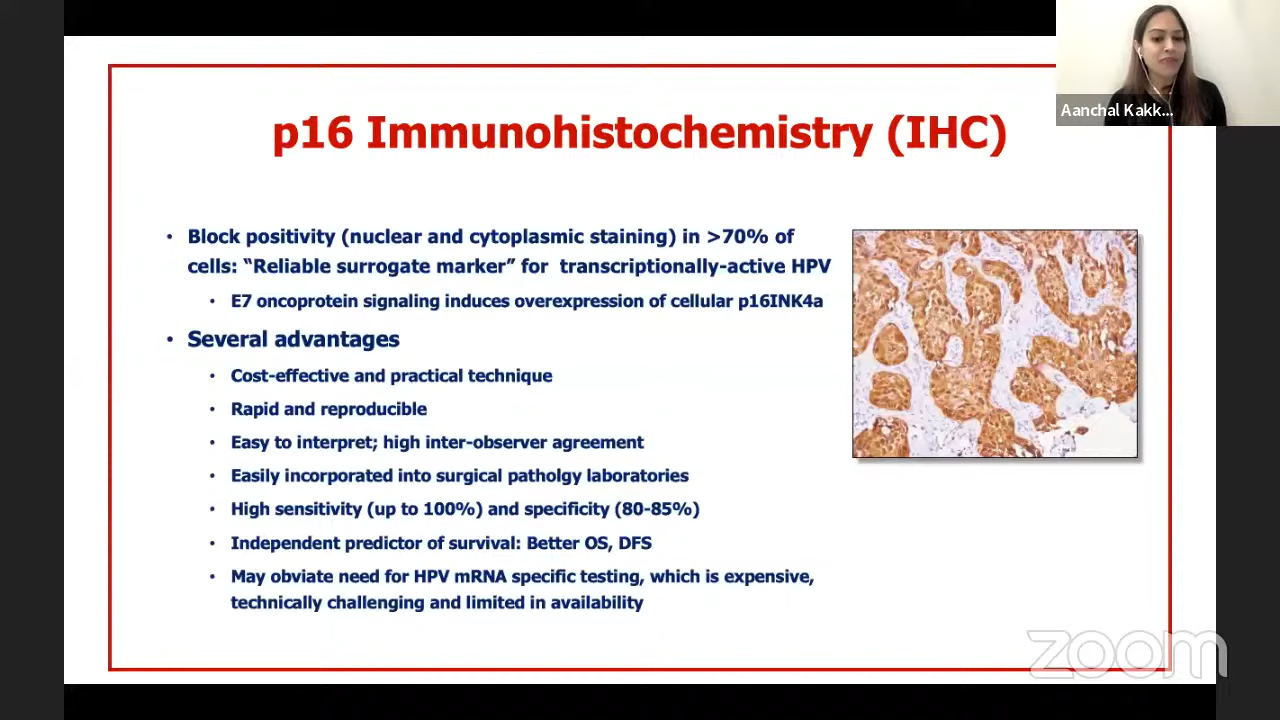 Aanchal Kakk...
p16 Immunohistochemistry (IHC)
• Block positivity (nuclear and cytoplasmic staining) in >70% of
cells: “Reliable surrogate marker” for transcriptionally-active HPV
• E7 oncoprotein signaling induces overexpression of cellular p16INK4a
• Several advantages
• Cost-effective and practical technique
• Rapid and reproducible
• Easy to interpret; high inter-observer agreement
• Easily incorporated into surgical patholgy laboratories
• High sensitivity (up to 100%) and specificity (80-85%)
• Independent predictor of survival: Better OS, DFS
• May obviate need for HPV mRNA specific testing, which is expensive,
technically challenging and limited in availability
zoom